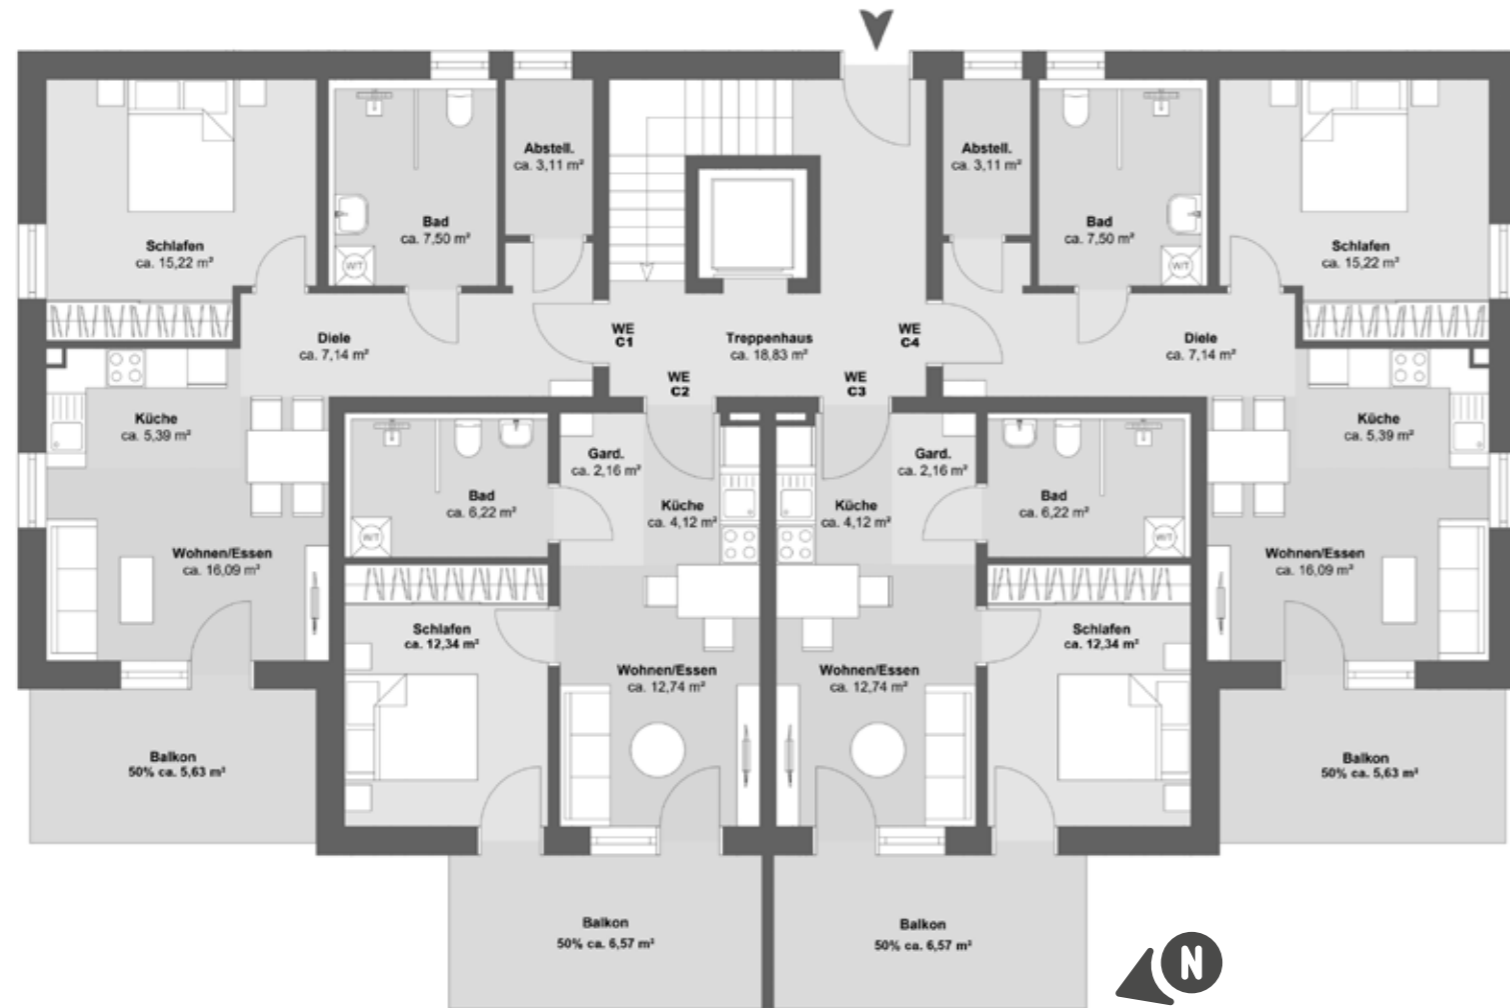 Abstell.
ca. 3,11 m²
Abstell.
ca. 3,11 m²
Bad
ca. 7,50 m²
Bad
ca. 7,50 m²
Schlafen
ca. 15,22 m²
Schlafen
ca. 15,22 m²
W/T
W/T
Diele
ca. 7,14 m²
WE
C1
Treppenhaus
ca. 18,83 m²
WE
C4
Diele
ca. 7,14 m²
WE
C2
WE
C3
Küche
ca. 5,39 m²
Küche
ca. 5,39 m²
Gard.
ca. 2,16 m²
Gard.
ca. 2,16 m²
Bad
ca. 6,22 m²
Küche
ca. 4,12 m²
Küche
ca. 4,12 m²
Bad
ca. 6,22 m²
W/T
W/T
Wohnen/Essen
ca. 16,09 m²
Wohnen/Essen
ca. 16,09 m²
Schlafen
ca. 12,34 m²
Schlafen
ca. 12,34 m²
Wohnen/Essen
ca. 12,74 m²
Wohnen/Essen
ca. 12,74 m²
Balkon
50% ca. 5,63 m²
Balkon
50% ca. 5,63 m²
Balkon
50% ca. 6,57 m²
Balkon
50% ca. 6,57 m²
N